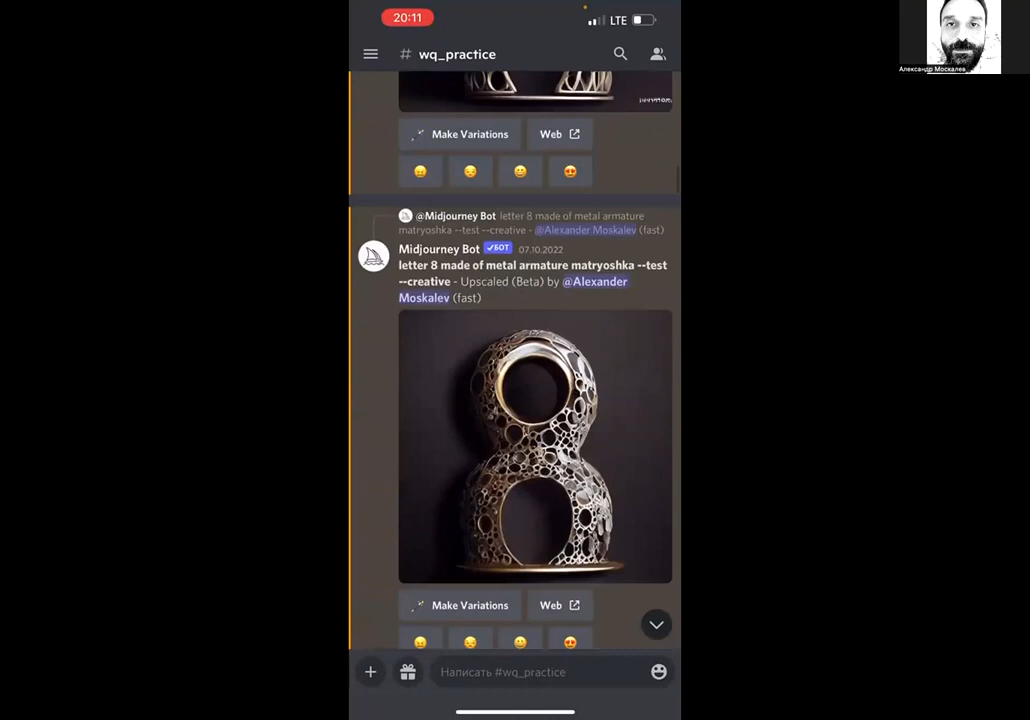 20:11
LTE
# wq_practice
Make Variations
Web
@Midjourney Bot letter 8 made of metal armature
matryoshka --test --creative - @Alexander Moskalev (fast)
Midjourney Bot ✓БОТ 07.10.2022
letter 8 made of metal armature matryoshka --test
--creative - Upscaled (Beta) by @Alexander
Moskalev (fast)
Make Variations
Web
Написать #wq_practice
Александр Москалев